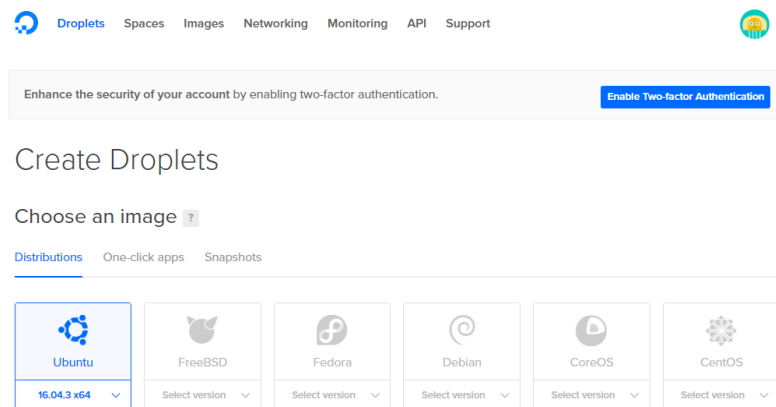 Droplets Spaces Images Networking Monitoring API Support
Enhance the security of your account by enabling two-factor authentication. Enable Two-factor Authentication
Create Droplets
Choose an image ?
Distributions One-click apps Snapshots
Ubuntu FreeBSD Fedora Debian CoreOS CentOS
16.04.3 x64 Select version Select version Select version Select version Select version